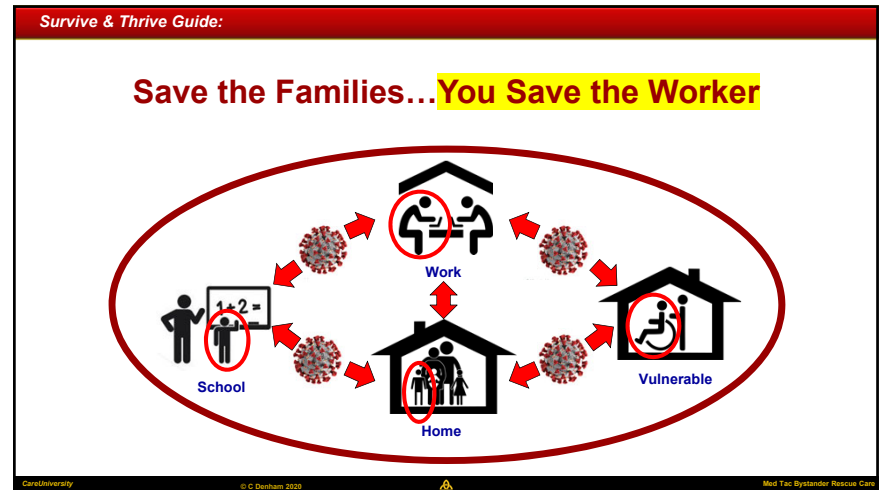 Survive & Thrive Guide:
Save the Families…You Save the Worker
Work
1+2=
School
Vulnerable
Home
CareUniversity
© C Denham 2020
Med Tac Bystander Rescue Care